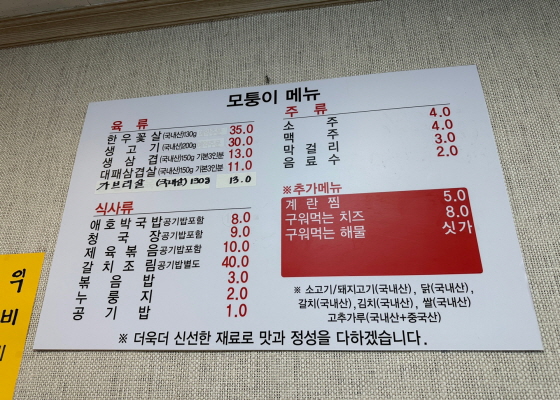 모퉁이 메뉴
육 류
한우꽃살(국내산)130g 35.0
생고기(국내산)200g 30.0
생삼겹(국내산)150g 기본3인분 13.0
대패삼겹살(국내산)150g 기본3인분 11.0
가브리살 (국내산) 130g 13.0
식사류
애호박국밥공기밥포함 8.0
청국장공기밥포함 9.0
제육볶음공기밥포함 10.0
갈치조림공기밥별도 40.0
볶음밥 3.0
누룽지 2.0
공기밥 1.0
주 류
소주 4.0
맥주 4.0
막걸리 3.0
음료수 2.0
※추가메뉴
계란찜 5.0
구워먹는 치즈 8.0
구워먹는 해물 싯가
※ 소고기/돼지고기(국내산), 닭(국내산),
갈치(국내산), 김치(국내산), 쌀(국내산)
고추가루(국내산+중국산)
※ 더욱더 신선한 재료로 맛과 정성을 다하겠습니다.
비